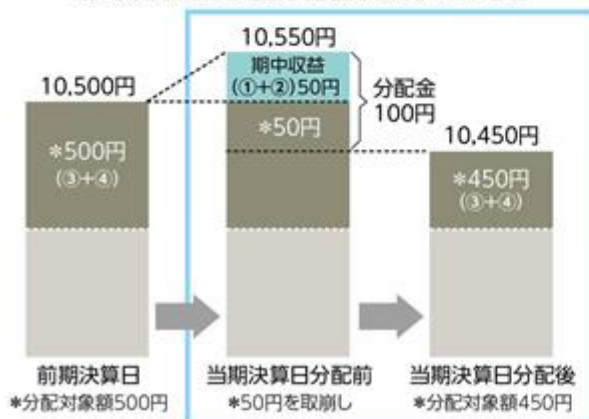 10,550円
10,500円
期中収益
(①+②)50円
分配金
100円
*50円
10,450円
*500円
(③+④)
*450円
(③+④)
前期決算日
当期決算日分配前
当期決算日分配後
*分配対象額500円
*50円を取崩し
*分配対象額450円